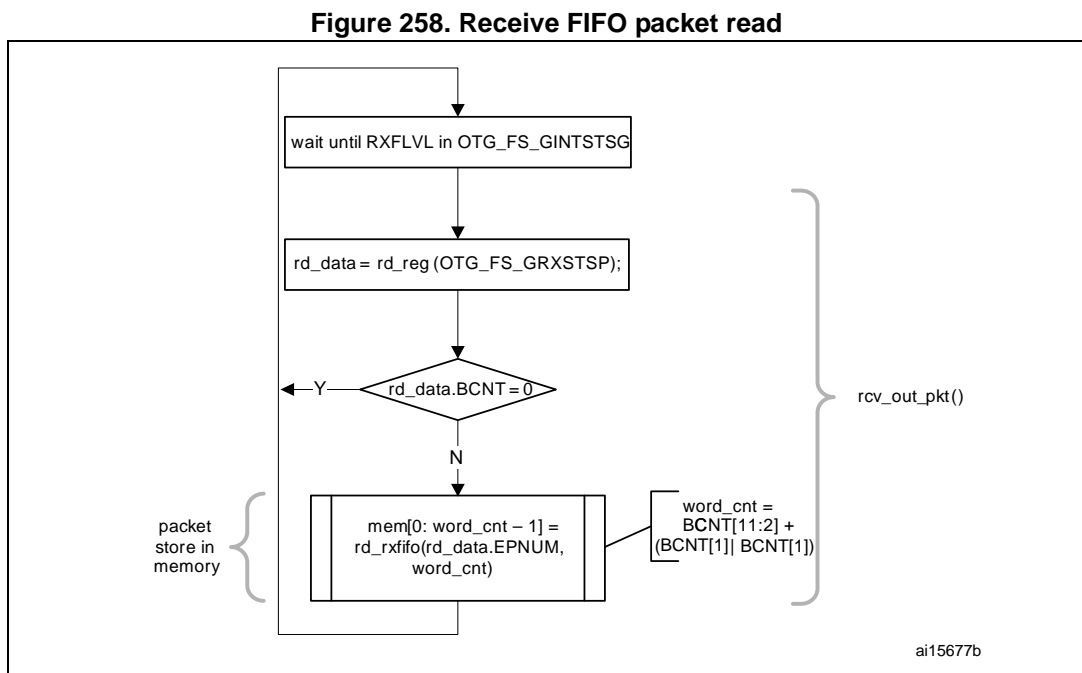 Figure 258. Receive FIFO packet read
wait until RXFLVL in OTG_FS_GINTSTSG
rd_data = rd_reg (OTG_FS_GRXSTSP);
rd_data.BCNT = 0
Y
N
rcv_out_pkt()
packet
store in
memory
mem[0: word_cnt – 1] =
rd_rxfifo(rd_data.EPNUM,
word_cnt)
word_cnt =
BCNT[11:2] +
(BCNT[1]| BCNT[1])
ai15677b